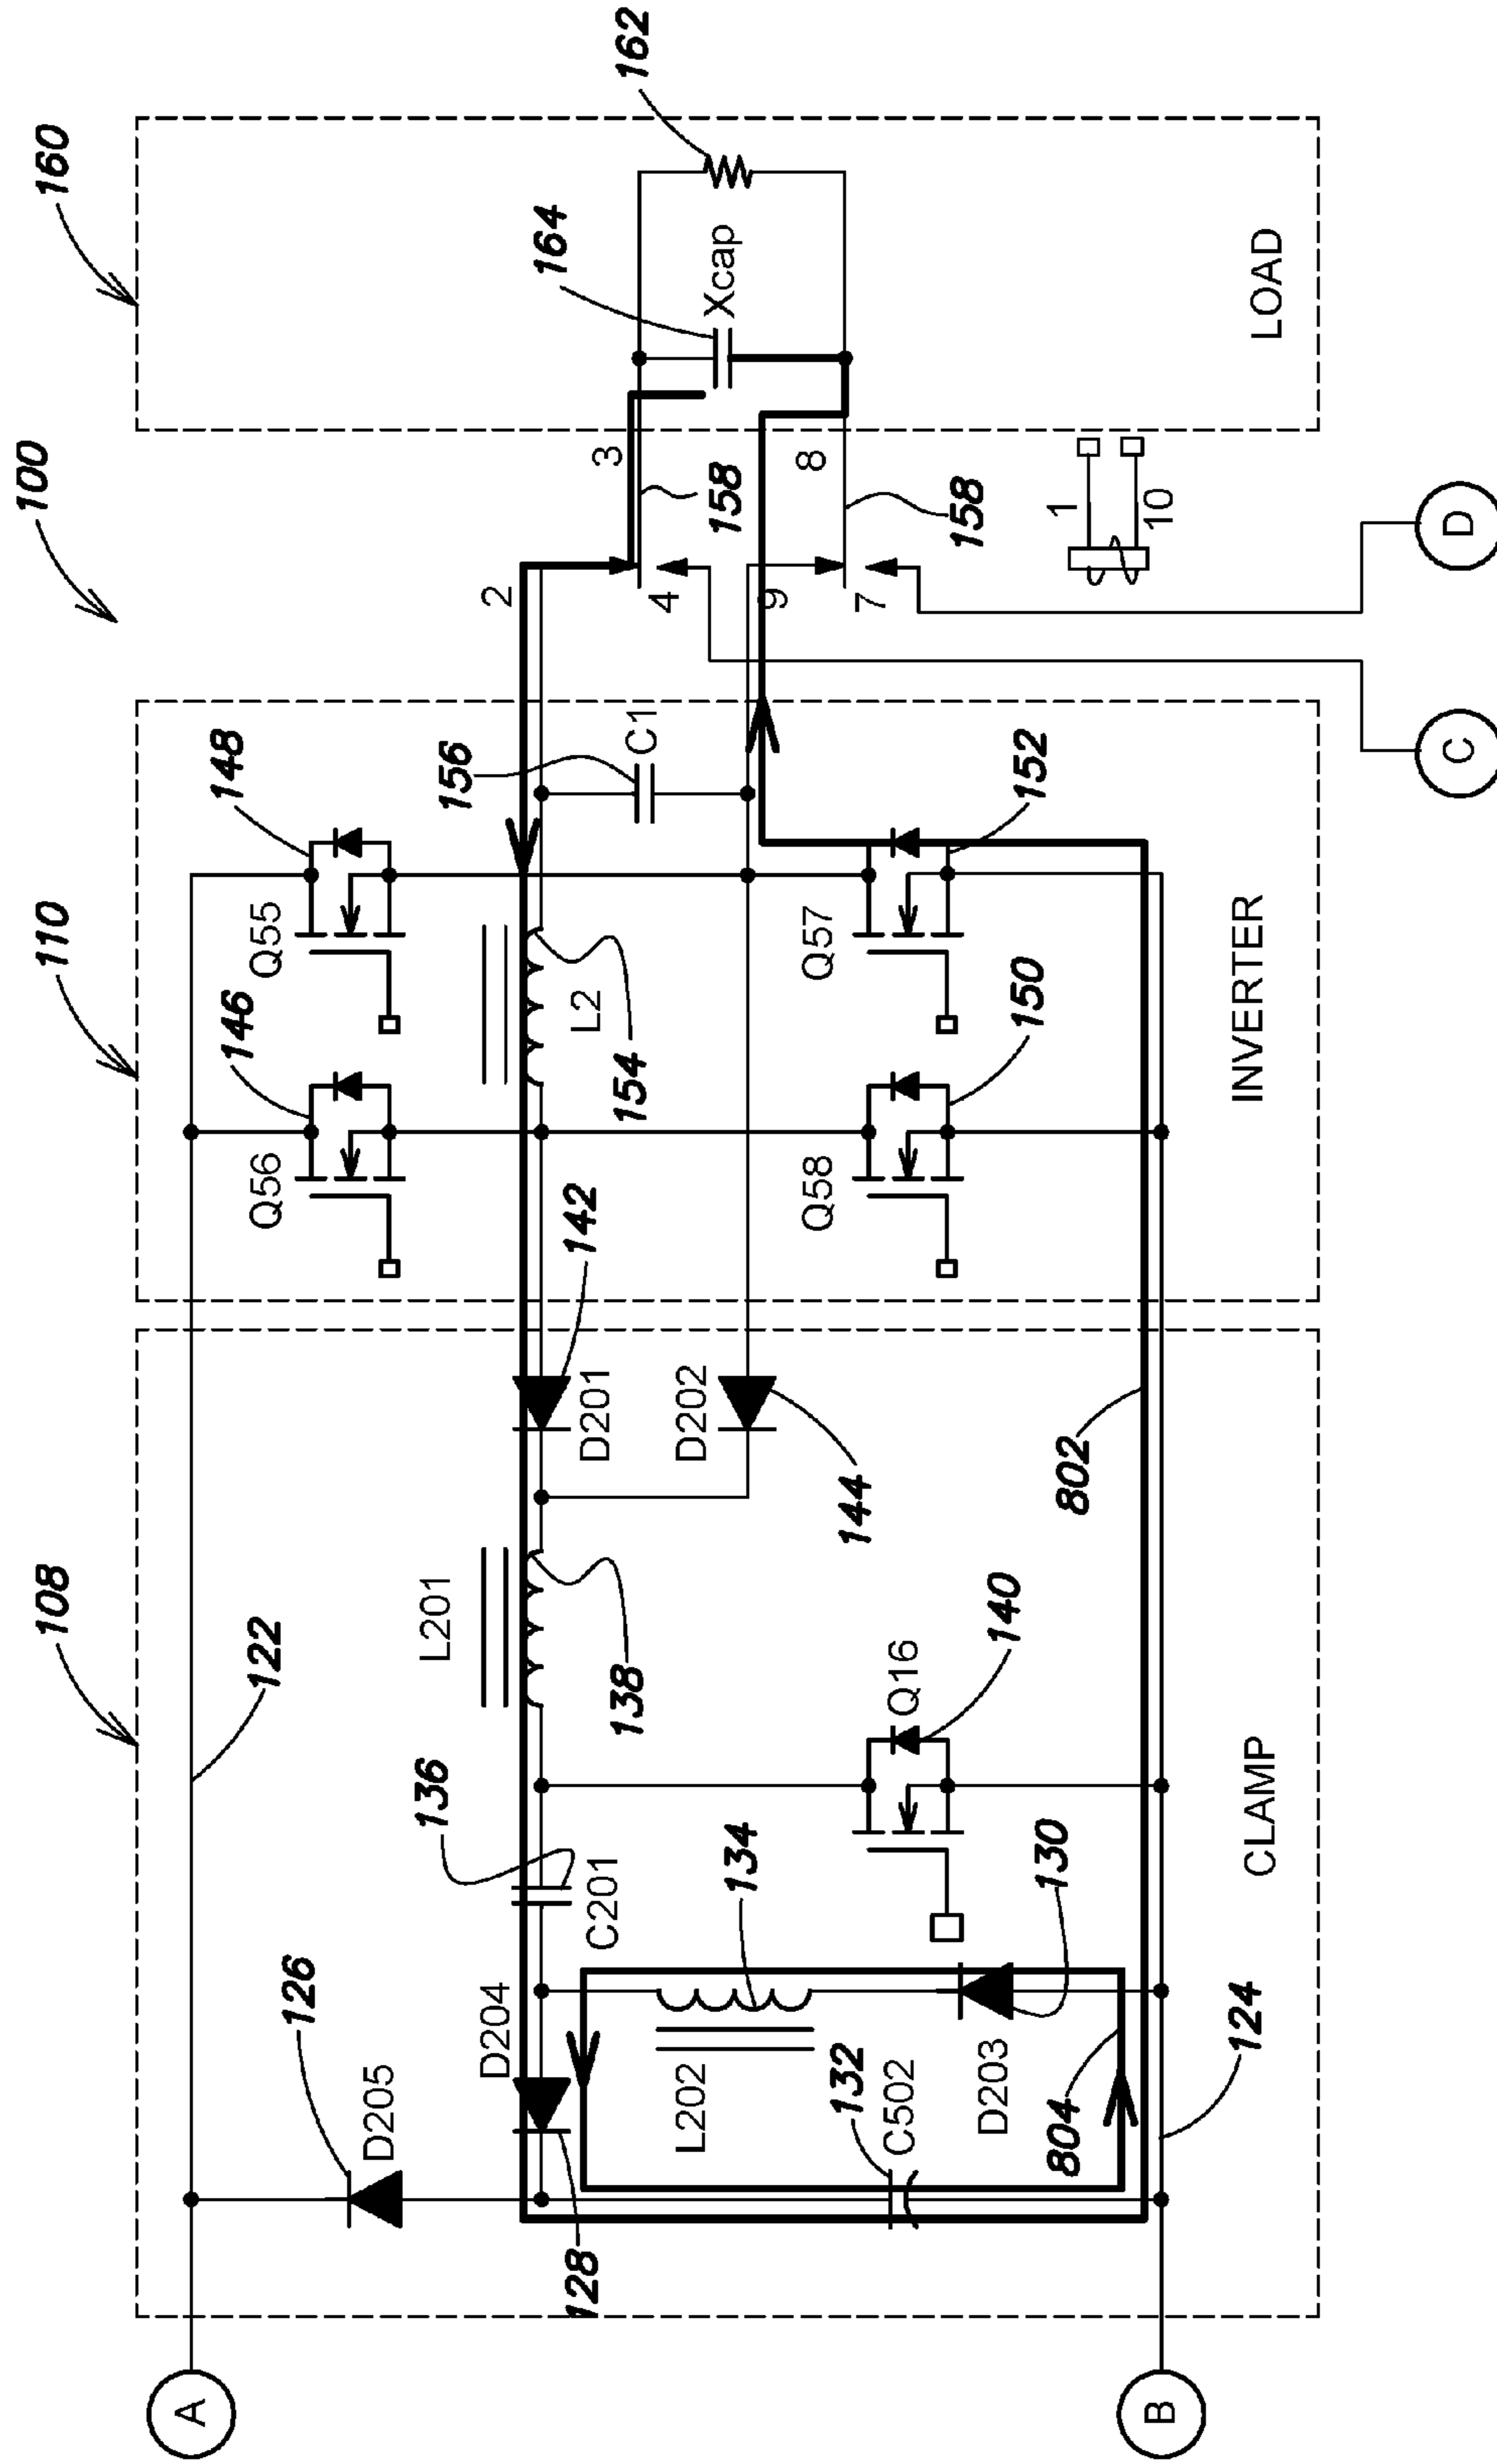 100
108
110
160
A
122
126
D205
Q56
146
Q55
148
D204
128
136
C201
L201
138
D201
142
D202
144
L2
154
156
C1
2
3
4
158
9
8
7
158
162
164
Xcap
L202
134
132
C502
D203
130
804
Q16
140
Q58
150
Q57
152
802
1
10
B
124
CLAMP
INVERTER
LOAD
C
D